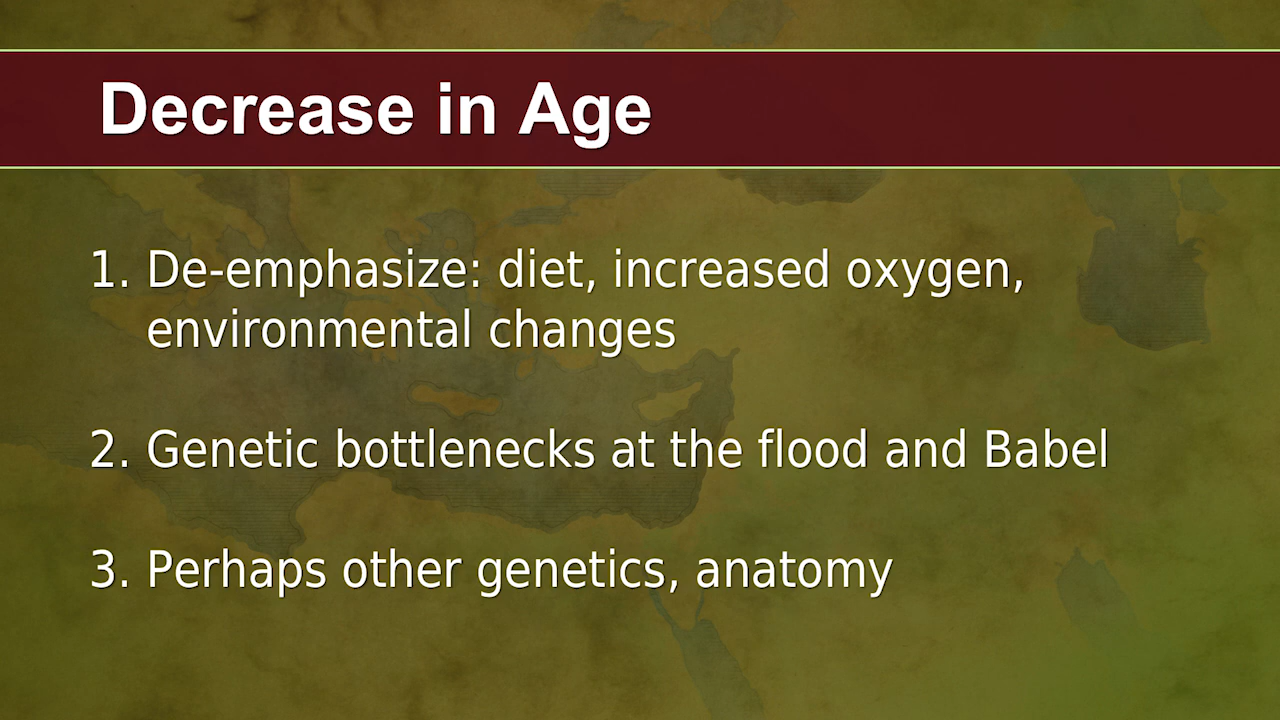 Decrease in Age
1. De-emphasize: diet, increased oxygen,
environmental changes
2. Genetic bottlenecks at the flood and Babel
3. Perhaps other genetics, anatomy